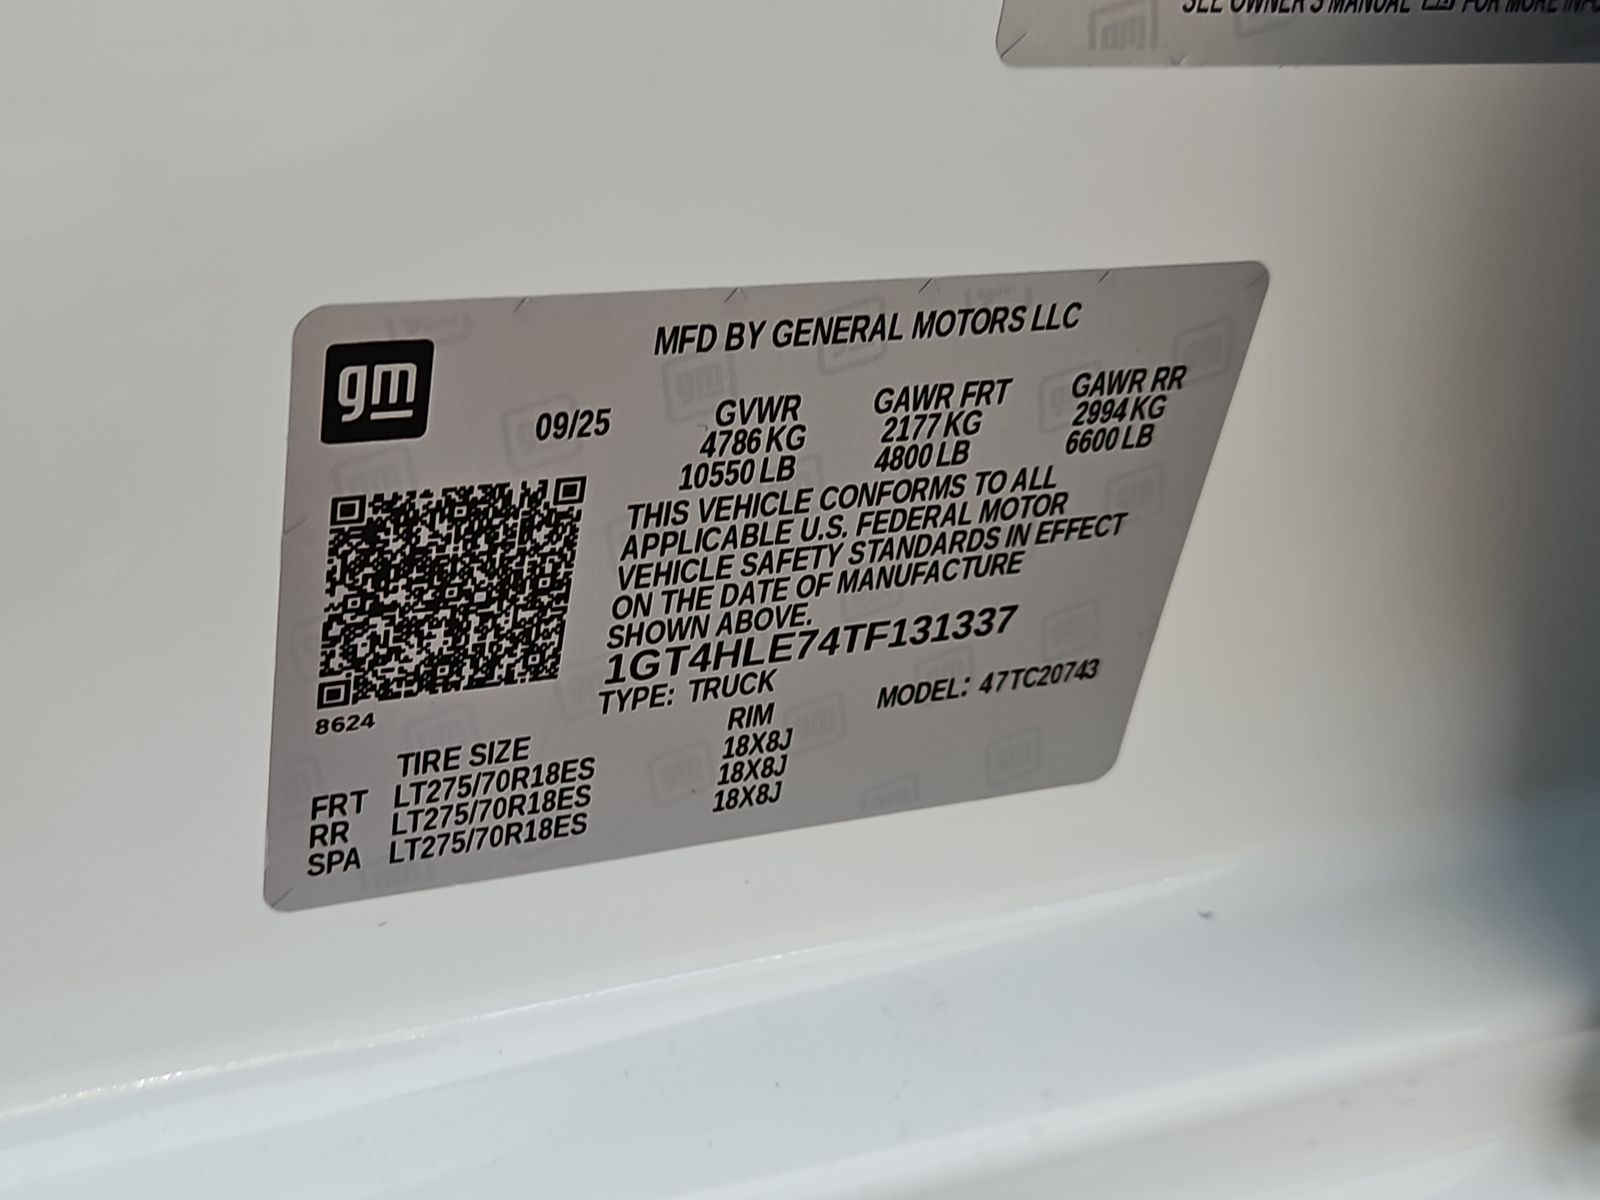 SEE OWNER'S MANUAL FOR MORE
gm
MFD BY GENERAL MOTORS LLC
09/25
GVWR GAWR FRT GAWR RR
4786 KG 2177 KG 2994 KG
10550 LB 4800 LB 6600 LB
THIS VEHICLE CONFORMS TO ALL
APPLICABLE U.S. FEDERAL MOTOR
VEHICLE SAFETY STANDARDS IN EFFECT
ON THE DATE OF MANUFACTURE
SHOWN ABOVE.
1GT4HLE74TF131337
TYPE: TRUCK MODEL: 47TC20743
8624
TIRE SIZE RIM
FRT LT275/70R18ES 18X8J
RR LT275/70R18ES 18X8J
SPA LT275/70R18ES 18X8J